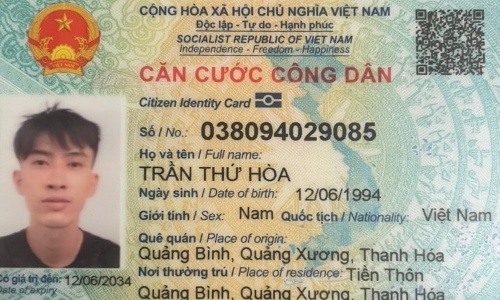 CỘNG HÒA XÃ HỘI CHỦ NGHĨA VIỆT NAM
Độc lập - Tự do - Hạnh phúc
SOCIALIST REPUBLIC OF VIET NAM
Independence - Freedom - Happiness
CĂN CƯỚC CÔNG DÂN
Citizen Identity Card
Số / No.: 038094029085
Họ và tên / Full name:
TRẦN THỨ HÒA
Ngày sinh / Date of birth: 12/06/1994
Giới tính / Sex: Nam Quốc tịch / Nationality: Việt Nam
Quê quán / Place of origin:
Quảng Bình, Quảng Xương, Thanh Hóa
Nơi thường trú / Place of residence: Tiên Thôn
Quảng Bình, Quảng Xương, Thanh Hóa
Có giá trị đến: 12/06/2034
Date of expiry